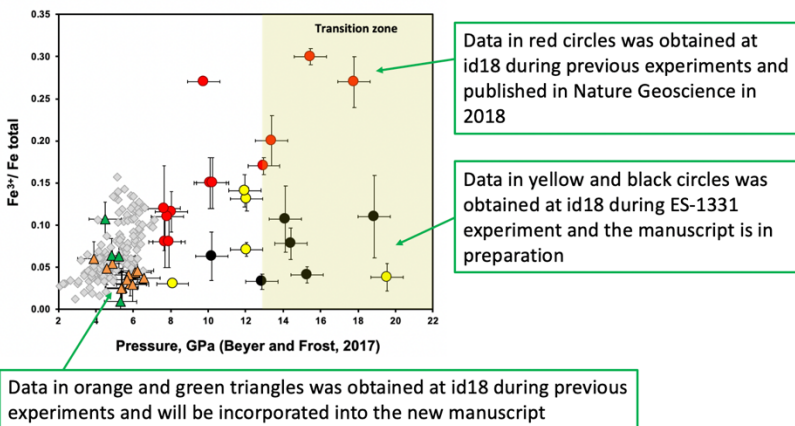 Transition zone
0.35
0.30
0.25
0.20
0.15
0.10
0.05
0.00
Fe³⁺/ Fe total
2 4 6 8 10 12 14 16 18 20 22
Pressure, GPa (Beyer and Frost, 2017)
Data in red circles was obtained at
id18 during previous experiments and
published in Nature Geoscience in
2018
Data in yellow and black circles was
obtained at id18 during ES-1331
experiment and the manuscript is in
preparation
Data in orange and green triangles was obtained at id18 during previous
experiments and will be incorporated into the new manuscript